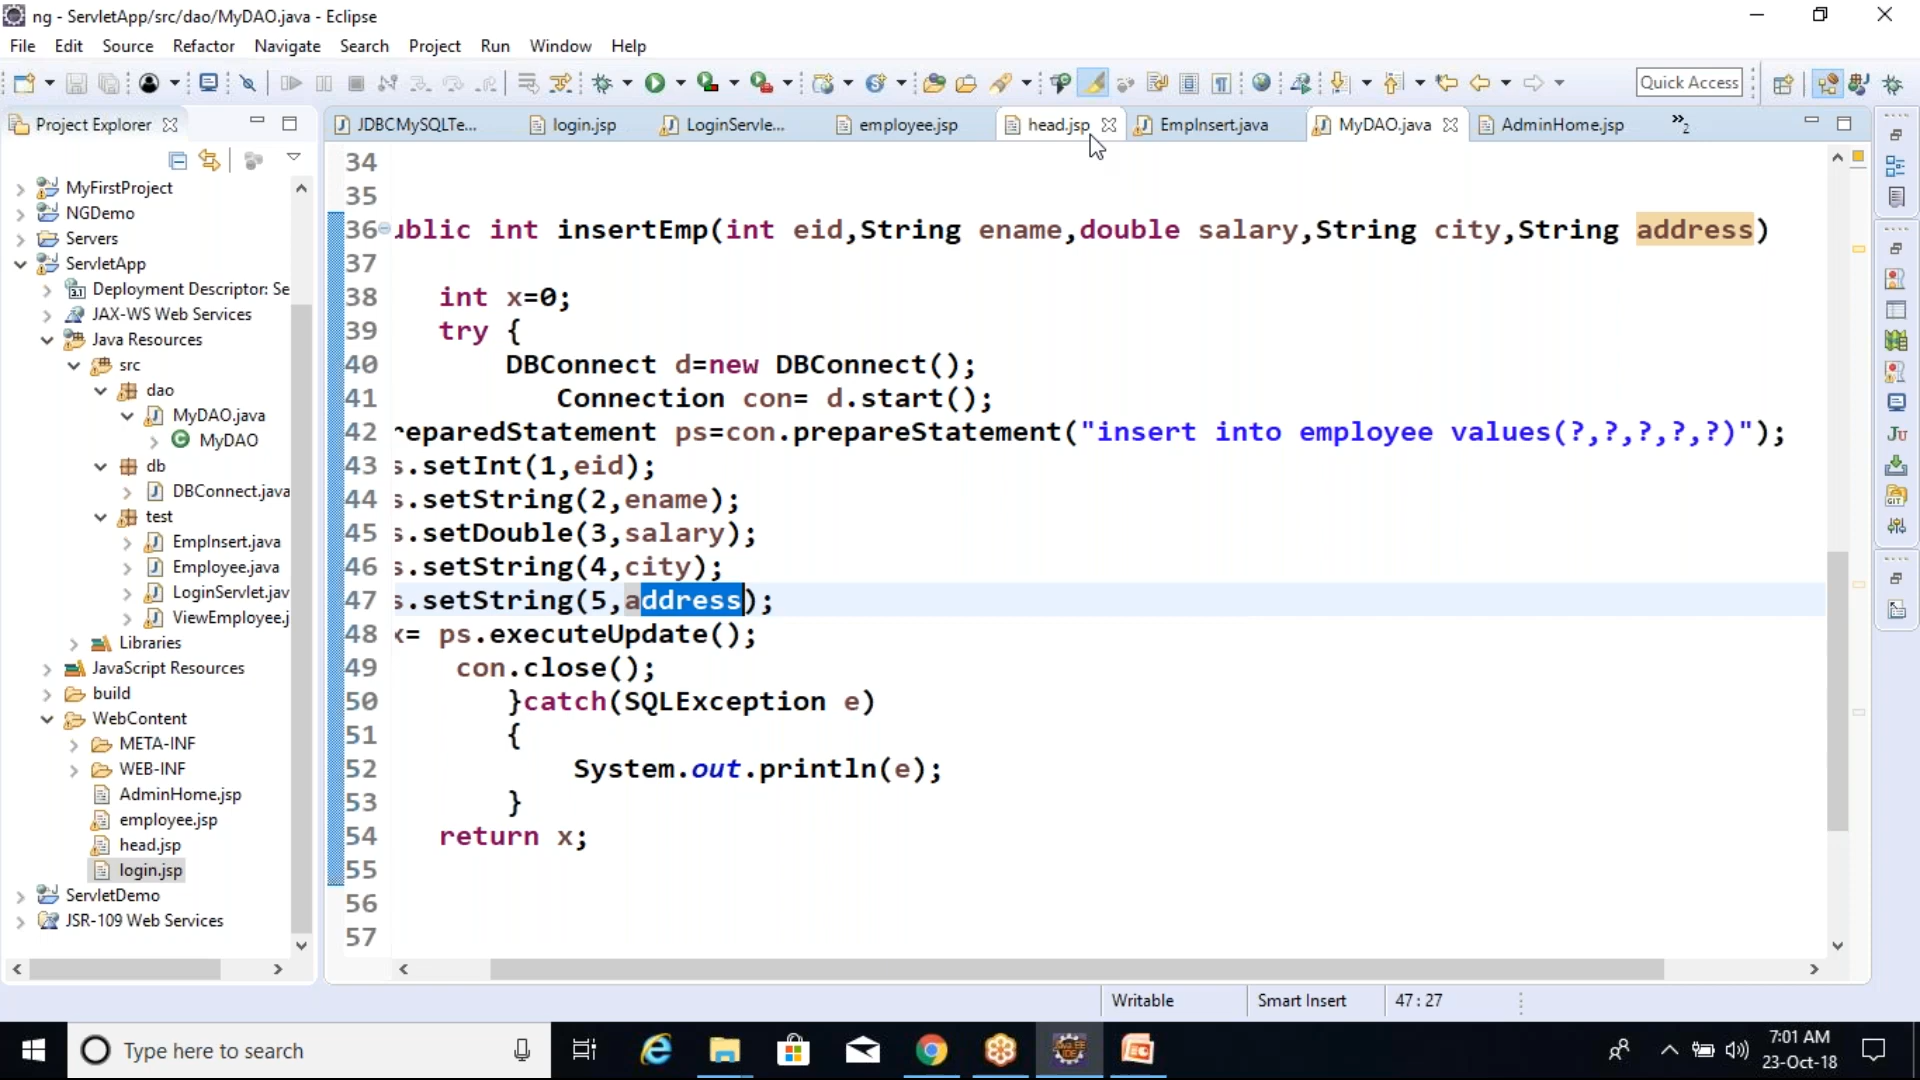 ng - ServletApp/src/dao/MyDAO.java - Eclipse
File Edit Source Refactor Navigate Search Project Run Window Help
Quick Access
Project Explorer
JDBCMySQLTe... login.jsp LoginServle... employee.jsp head.jsp EmpInsert.java MyDAO.java AdminHome.jsp »2
MyFirstProject
NGDemo
Servers
ServletApp
Deployment Descriptor: Se
JAX-WS Web Services
Java Resources
src
dao
MyDAO.java
MyDAO
db
DBConnect.java
test
EmpInsert.java
Employee.java
LoginServlet.jav
ViewEmployee.j
Libraries
JavaScript Resources
build
WebContent
META-INF
WEB-INF
AdminHome.jsp
employee.jsp
head.jsp
login.jsp
ServletDemo
JSR-109 Web Services
34
35
36 ublic int insertEmp(int eid,String ename,double salary,String city,String address)
37
38 int x=0;
39 try {
40 DBConnect d=new DBConnect();
41 Connection con= d.start();
42 reparedStatement ps=con.prepareStatement("insert into employee values(?,?,?,?,?)");
43 s.setInt(1,eid);
44 s.setString(2,ename);
45 s.setDouble(3,salary);
46 s.setString(4,city);
47 s.setString(5,address);
48 x= ps.executeUpdate();
49 con.close();
50 }catch(SQLException e)
51 {
52 System.out.println(e);
53 }
54 return x;
55
56
57
Writable Smart Insert 47 : 27
Type here to search
7:01 AM
23-Oct-18